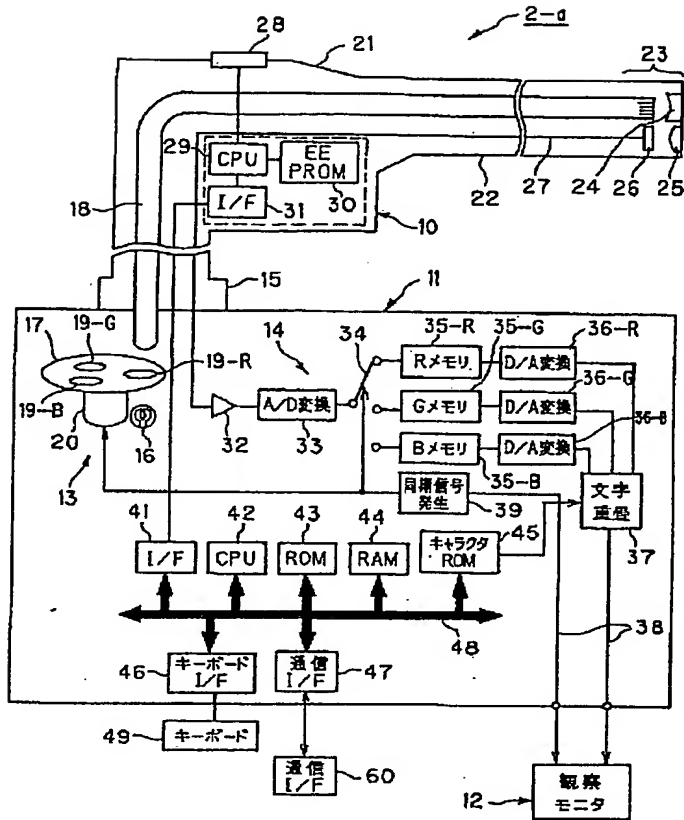 2-a
28
21
23
29
CPU
EE
PROM
30
I/F
31
10
18
22
27
24
26
25
15
11
17
19-G
19-R
19-B
20
16
13
14
32
A/D変換
33
34
35-R
35-G
36-R
Rメモリ
D/A変換
36-G
Gメモリ
D/A変換
36-B
Bメモリ
D/A変換
35-B
同期信号
発生
39
文字
重畳
37
41
42
43
44
45
I/F
CPU
ROM
RAM
キャラクタ
ROM
48
38
46
キーボード
I/F
通信
I/F
47
49
キーボード
通信
I/F
60
12
観察
モニタ